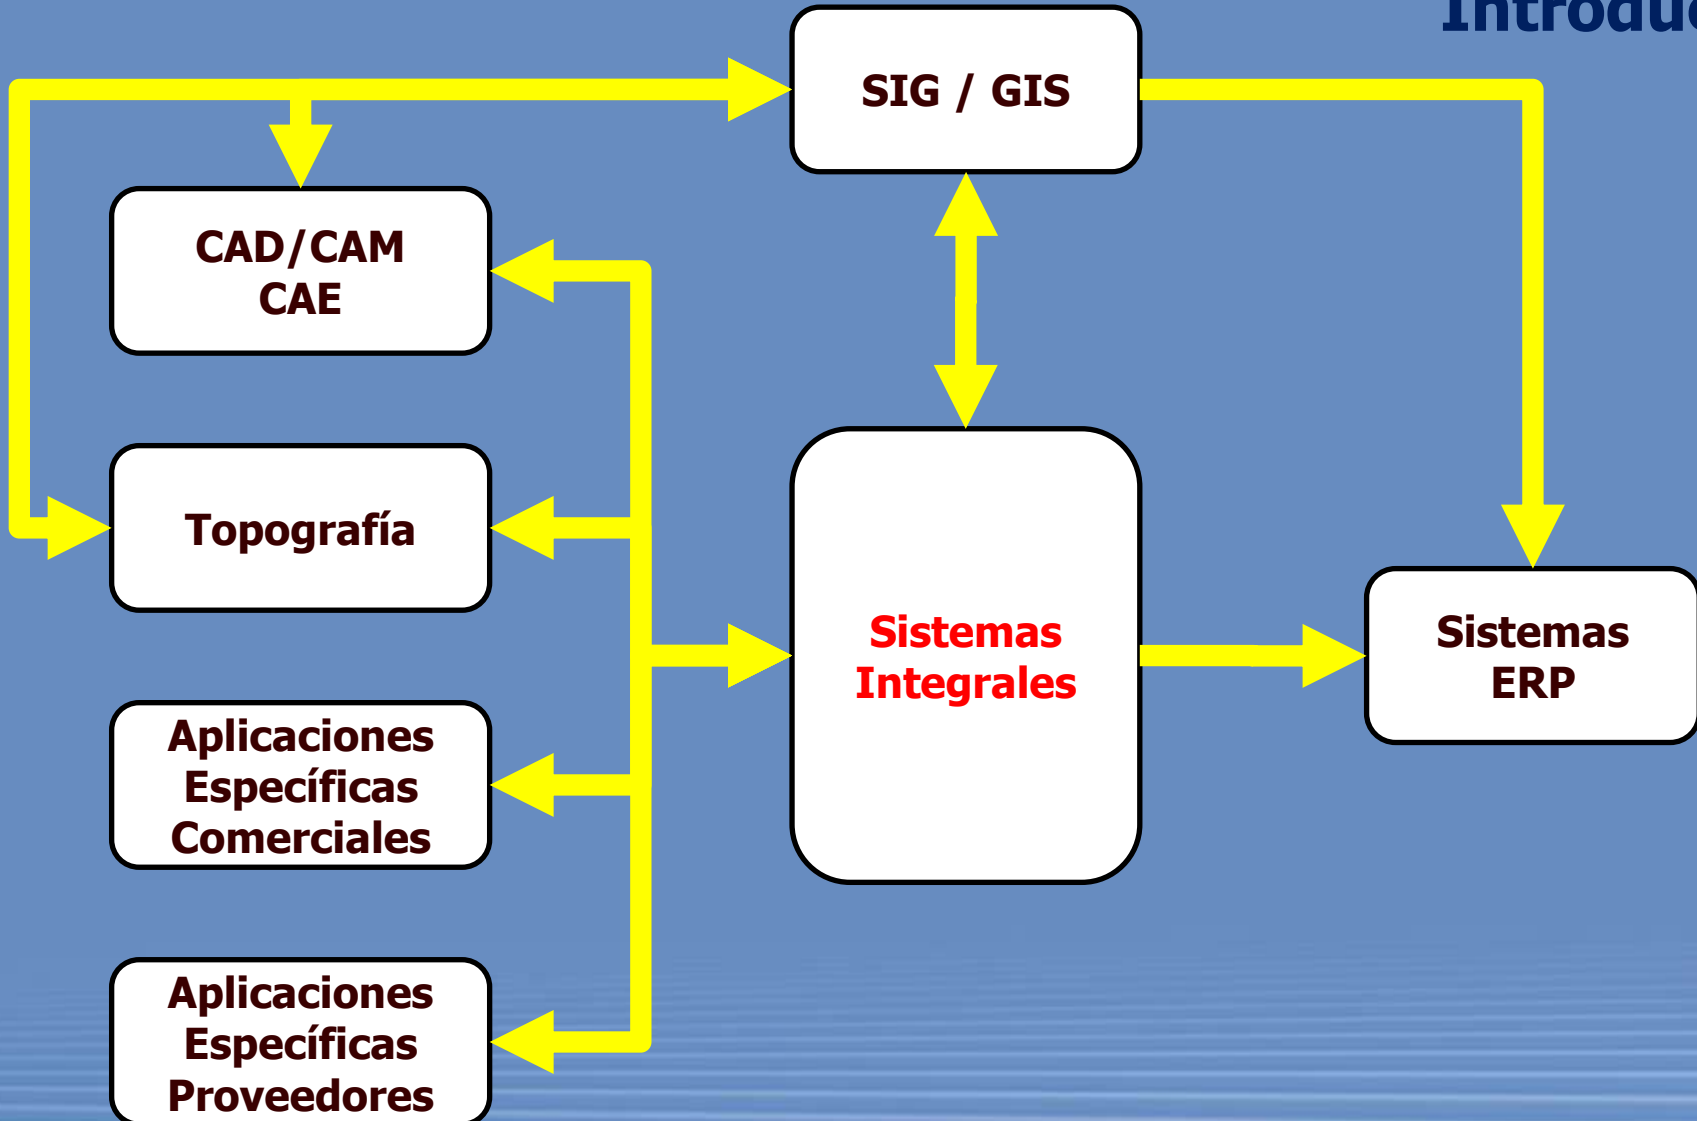 SIG / GIS
CAD/CAM
CAE
Topografía
Sistemas
Integrales
Sistemas
ERP
Aplicaciones
Específicas
Comerciales
Aplicaciones
Específicas
Proveedores